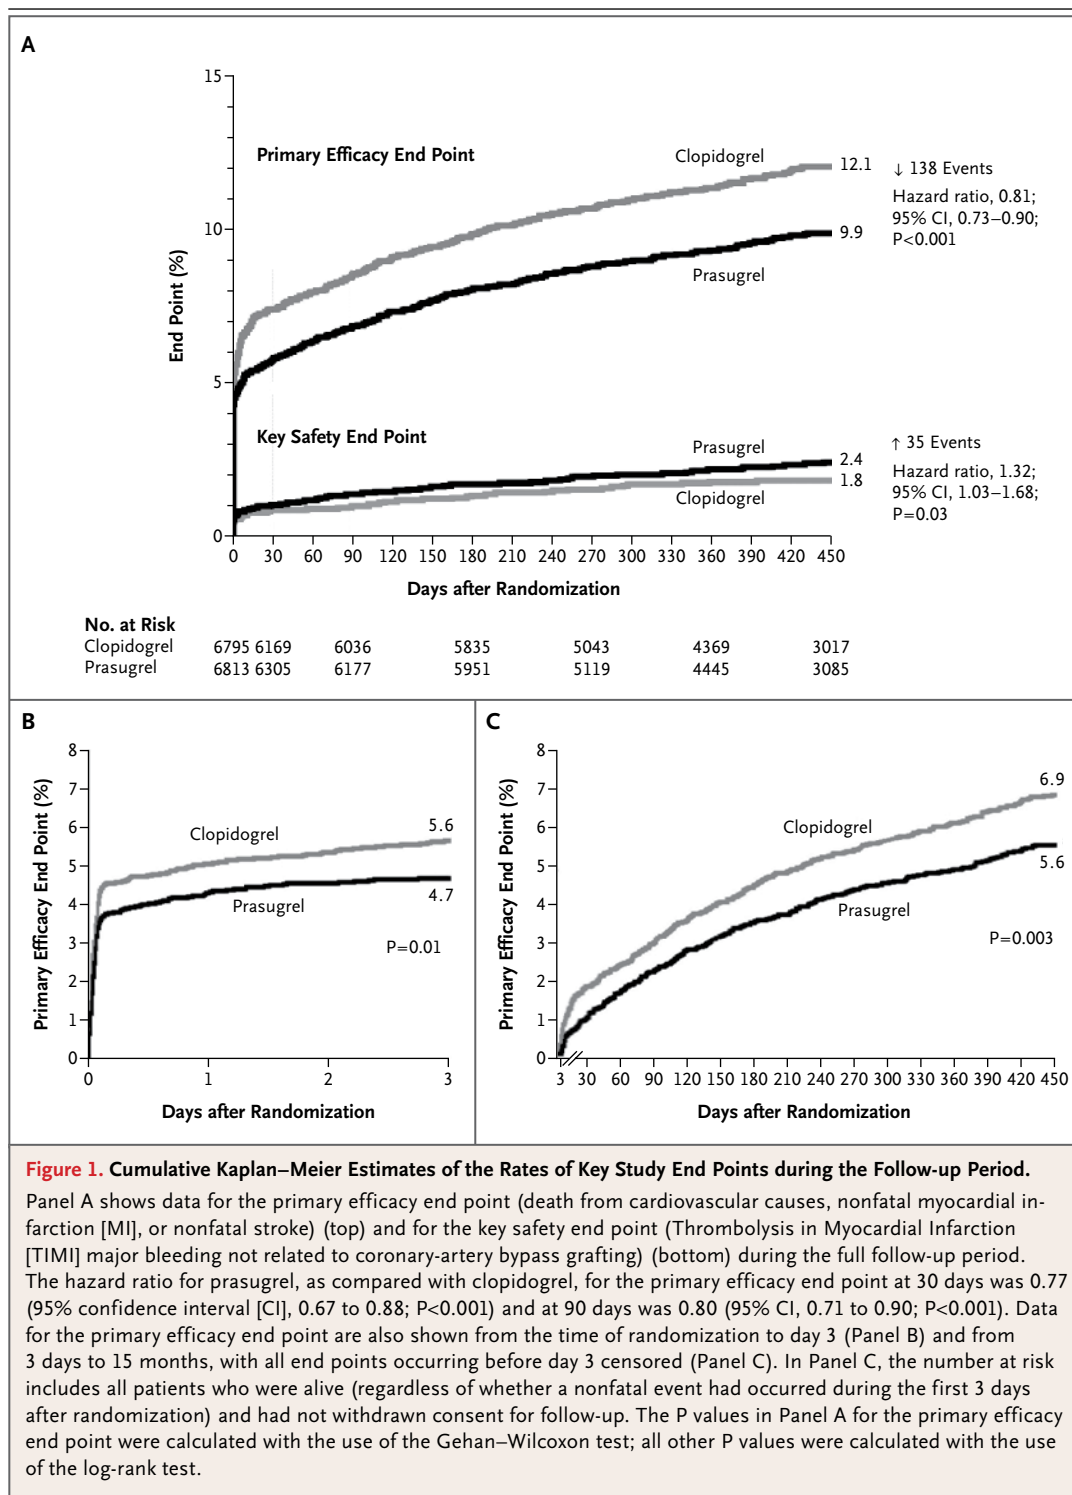 A
15
Primary Efficacy End Point
Clopidogrel
12.1
↓ 138 Events
Hazard ratio, 0.81;
95% CI, 0.73–0.90;
P<0.001
10
9.9
Prasugrel
End Point (%)
5
Key Safety End Point
Prasugrel
2.4
1.8
Clopidogrel
↑ 35 Events
Hazard ratio, 1.32;
95% CI, 1.03–1.68;
P=0.03
0
0 30 60 90 120 150 180 210 240 270 300 330 360 390 420 450
Days after Randomization
No. at Risk
Clopidogrel 6795 6169 6036 5835 5043 4369 3017
Prasugrel 6813 6305 6177 5951 5119 4445 3085
B
8
7
6
5
4
3
2
1
0
Primary Efficacy End Point (%)
Clopidogrel
5.6
4.7
Prasugrel
P=0.01
0 1 2 3
Days after Randomization
C
8
7
6
5
4
3
2
1
0
Primary Efficacy End Point (%)
6.9
Clopidogrel
5.6
Prasugrel
P=0.003
3 30 60 90 120 150 180 210 240 270 300 330 360 390 420 450
Days after Randomization
Figure 1. Cumulative Kaplan–Meier Estimates of the Rates of Key Study End Points during the Follow-up Period.
Panel A shows data for the primary efficacy end point (death from cardiovascular causes, nonfatal myocardial in-
farction [MI], or nonfatal stroke) (top) and for the key safety end point (Thrombolysis in Myocardial Infarction
[TIMI] major bleeding not related to coronary-artery bypass grafting) (bottom) during the full follow-up period.
The hazard ratio for prasugrel, as compared with clopidogrel, for the primary efficacy end point at 30 days was 0.77
(95% confidence interval [CI], 0.67 to 0.88; P<0.001) and at 90 days was 0.80 (95% CI, 0.71 to 0.90; P<0.001). Data
for the primary efficacy end point are also shown from the time of randomization to day 3 (Panel B) and from
3 days to 15 months, with all end points occurring before day 3 censored (Panel C). In Panel C, the number at risk
includes all patients who were alive (regardless of whether a nonfatal event had occurred during the first 3 days
after randomization) and had not withdrawn consent for follow-up. The P values in Panel A for the primary efficacy
end point were calculated with the use of the Gehan–Wilcoxon test; all other P values were calculated with the use
of the log-rank test.